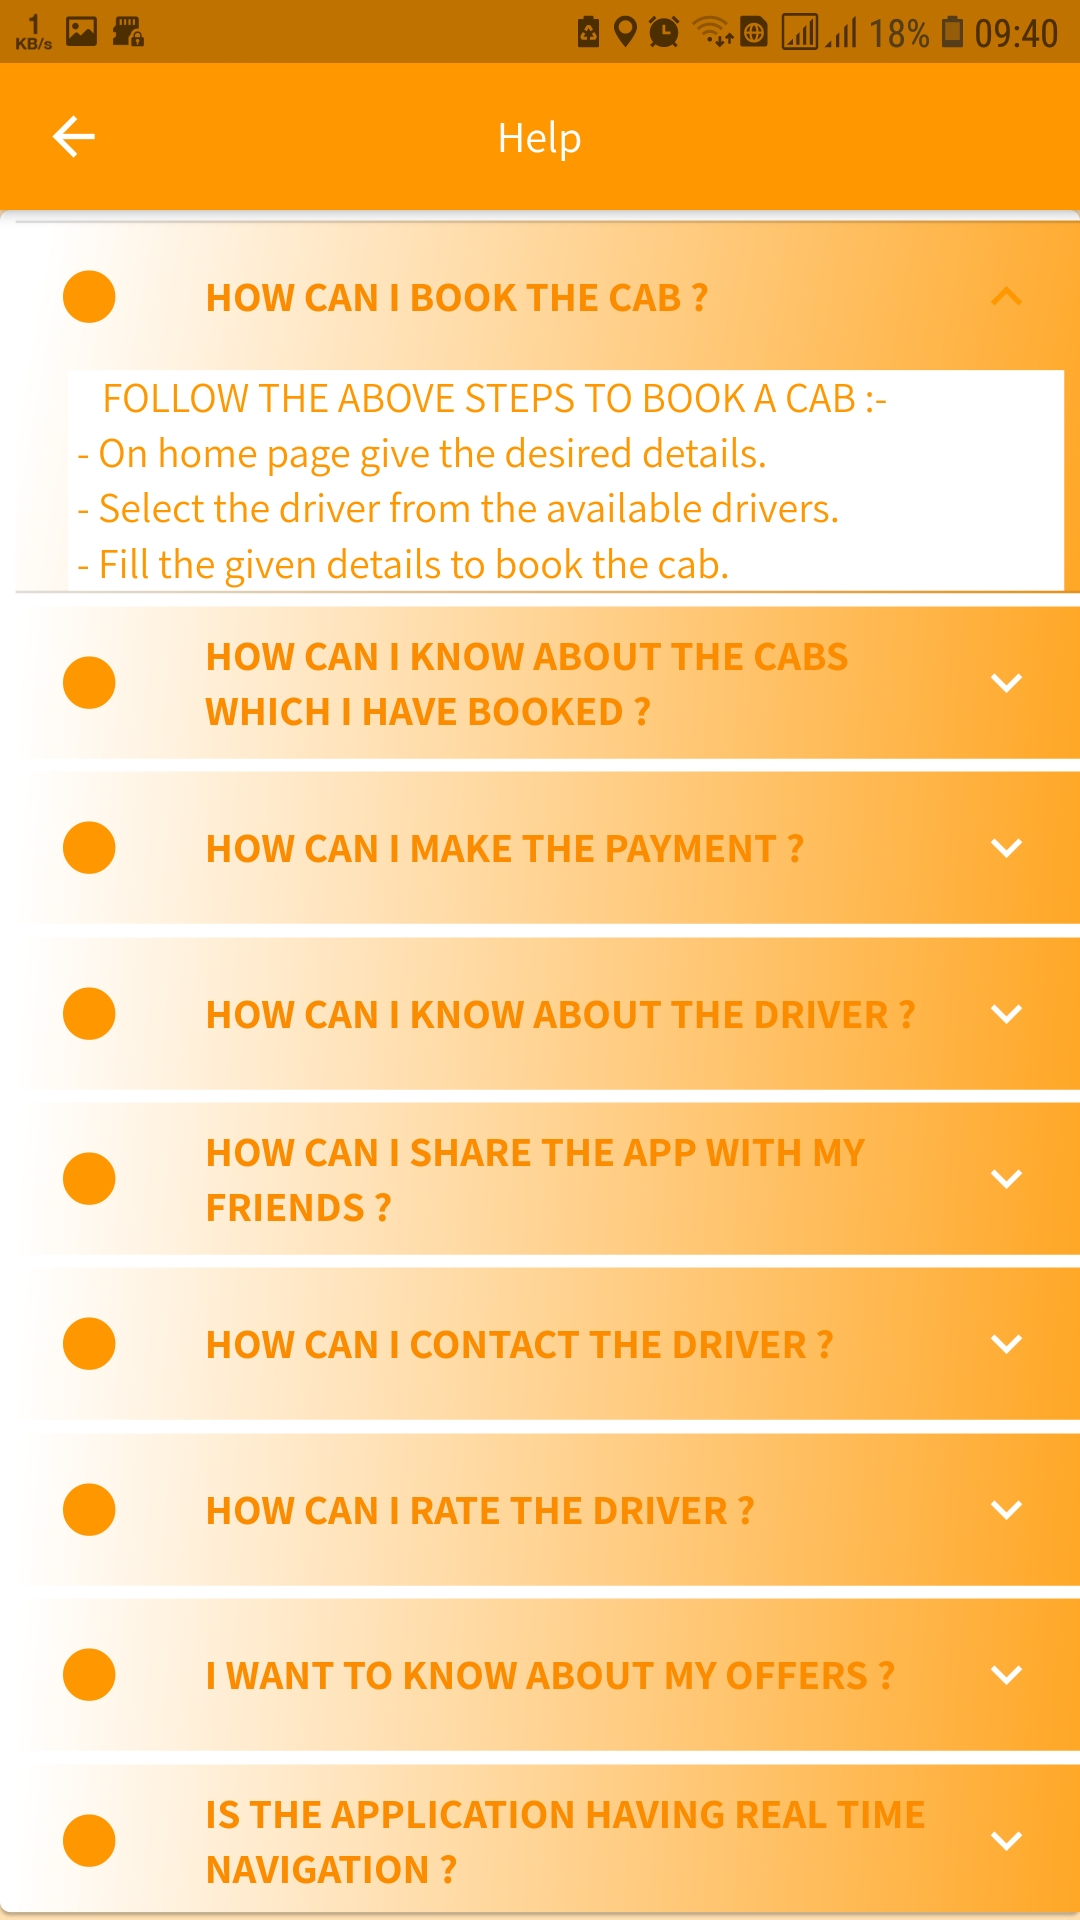 1
KB/s
18% 09:40
Help
HOW CAN I BOOK THE CAB ?
FOLLOW THE ABOVE STEPS TO BOOK A CAB :-
- On home page give the desired details.
- Select the driver from the available drivers.
- Fill the given details to book the cab.
HOW CAN I KNOW ABOUT THE CABS
WHICH I HAVE BOOKED ?
HOW CAN I MAKE THE PAYMENT ?
HOW CAN I KNOW ABOUT THE DRIVER ?
HOW CAN I SHARE THE APP WITH MY
FRIENDS ?
HOW CAN I CONTACT THE DRIVER ?
HOW CAN I RATE THE DRIVER ?
I WANT TO KNOW ABOUT MY OFFERS ?
IS THE APPLICATION HAVING REAL TIME
NAVIGATION ?